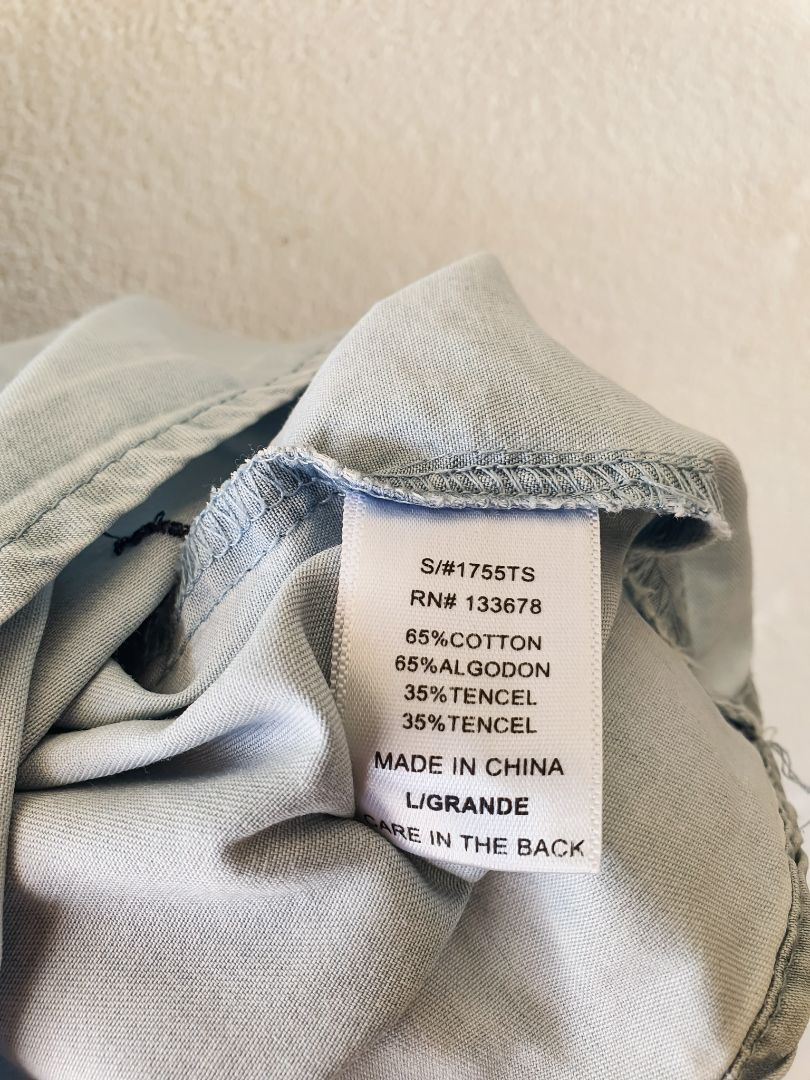 S/#1755TS
RN# 133678
65%COTTON
65%ALGODON
35%TENCEL
35%TENCEL
MADE IN CHINA
L/GRANDE
CARE IN THE BACK